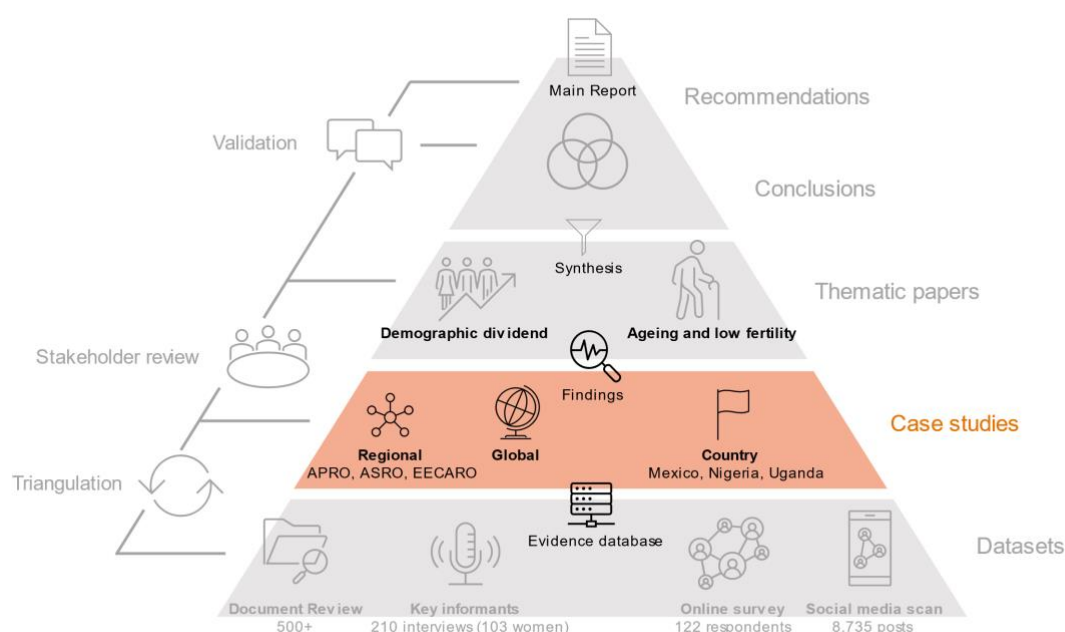 Main Report
Recommendations
Validation
Conclusions
Synthesis
Thematic papers
Demographic dividend
Ageing and low fertility
Stakeholder review
Findings
Case studies
Regional
APRO, ASRO, EECARO
Global
Country
Mexico, Nigeria, Uganda
Triangulation
Evidence database
Datasets
Document Review
500+
Key informants
210 interviews (103 women)
Online survey
122 respondents
Social media scan
8,735 posts